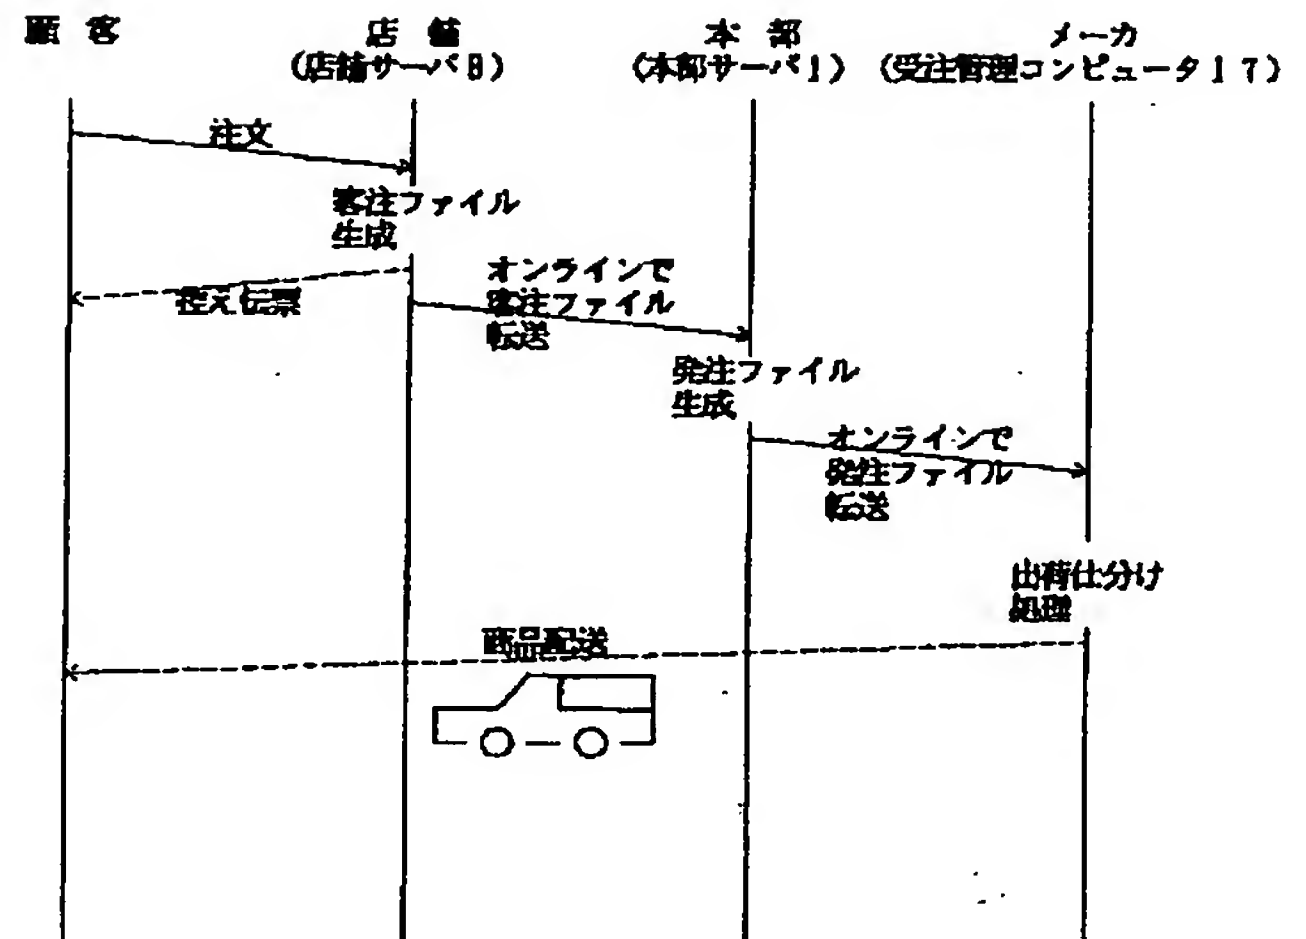 顧 客
店 舗
(店舗サーバ8)
本 部
(本部サーバ1)
メーカ
(受注管理コンピュータ17)
注文
客注ファイル
生成
控え伝票
オンラインで
客注ファイル
転送
発注ファイル
生成
オンラインで
発注ファイル
転送
出荷仕分け
処理
商品配送